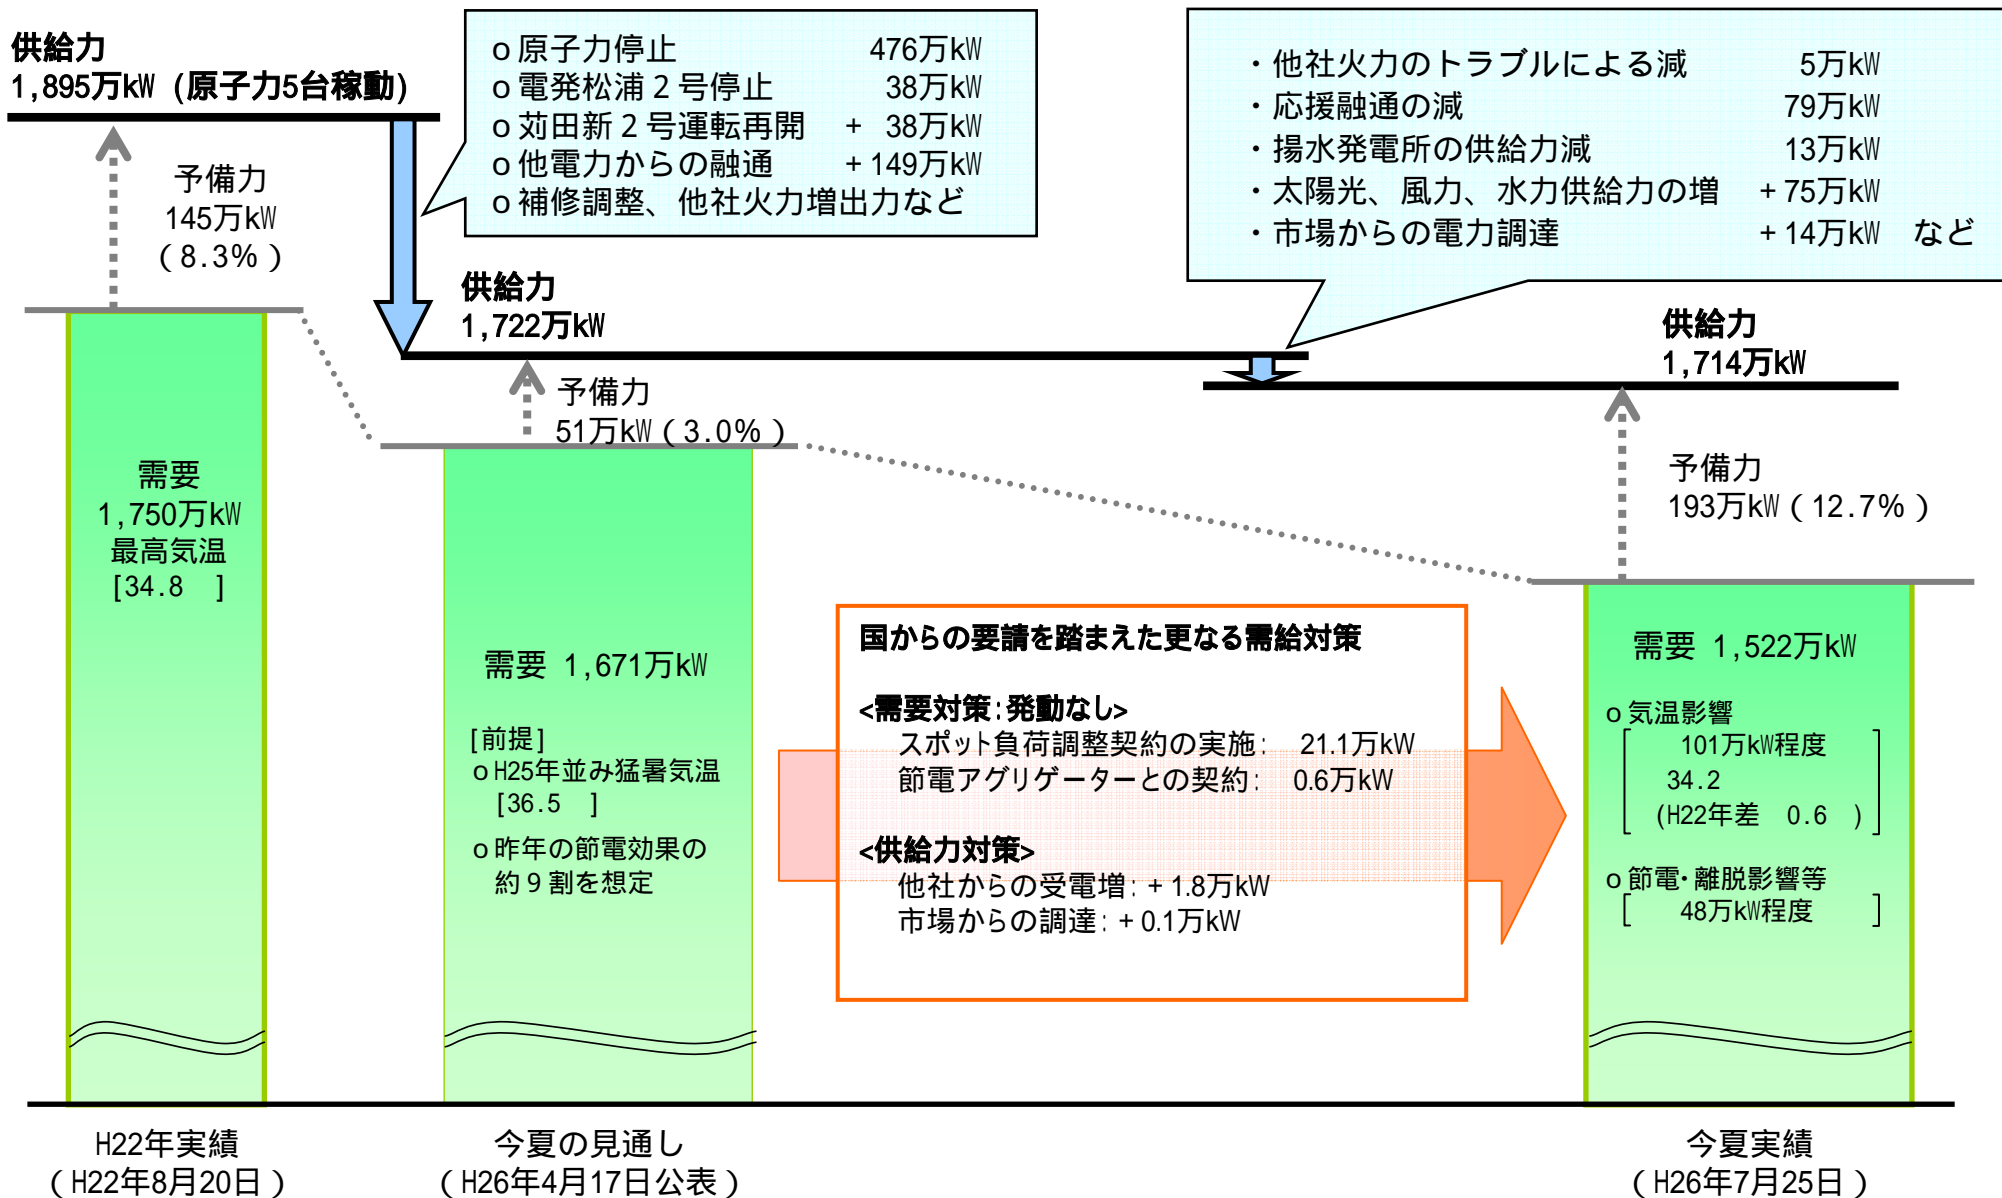 供給力
1,895万kW (原子力5台稼動)
予備力
145万kW
(8.3%)
o 原子力停止 476万kW
o 電発松浦2号停止 38万kW
o 苅田新2号運転再開 + 38万kW
o 他電力からの融通 + 149万kW
o 補修調整、他社火力増出力など
・他社火力のトラブルによる減 5万kW
・応援融通の減 79万kW
・揚水発電所の供給力減 13万kW
・太陽光、風力、水力供給力の増 + 75万kW
・市場からの電力調達 + 14万kW など
供給力
1,722万kW
予備力
51万kW(3.0%)
供給力
1,714万kW
予備力
193万kW(12.7%)
需要
1,750万kW
最高気温
[34.8 ]
需要 1,671万kW
[前提]
o H25年並み猛暑気温
[36.5 ]
o 昨年の節電効果の
約9割を想定
国からの要請を踏まえた更なる需給対策
<需要対策:発動なし>
スポット負荷調整契約の実施: 21.1万kW
節電アグリゲーターとの契約: 0.6万kW
<供給力対策>
他社からの受電増: + 1.8万kW
市場からの調達: + 0.1万kW
需要 1,522万kW
o 気温影響
[ 101万kW程度
34.2
(H22年差 0.6 ) ]
o 節電・離脱影響等
[ 48万kW程度 ]
H22年実績
(H22年8月20日)
今夏の見通し
(H26年4月17日公表)
今夏実績
(H26年7月25日)